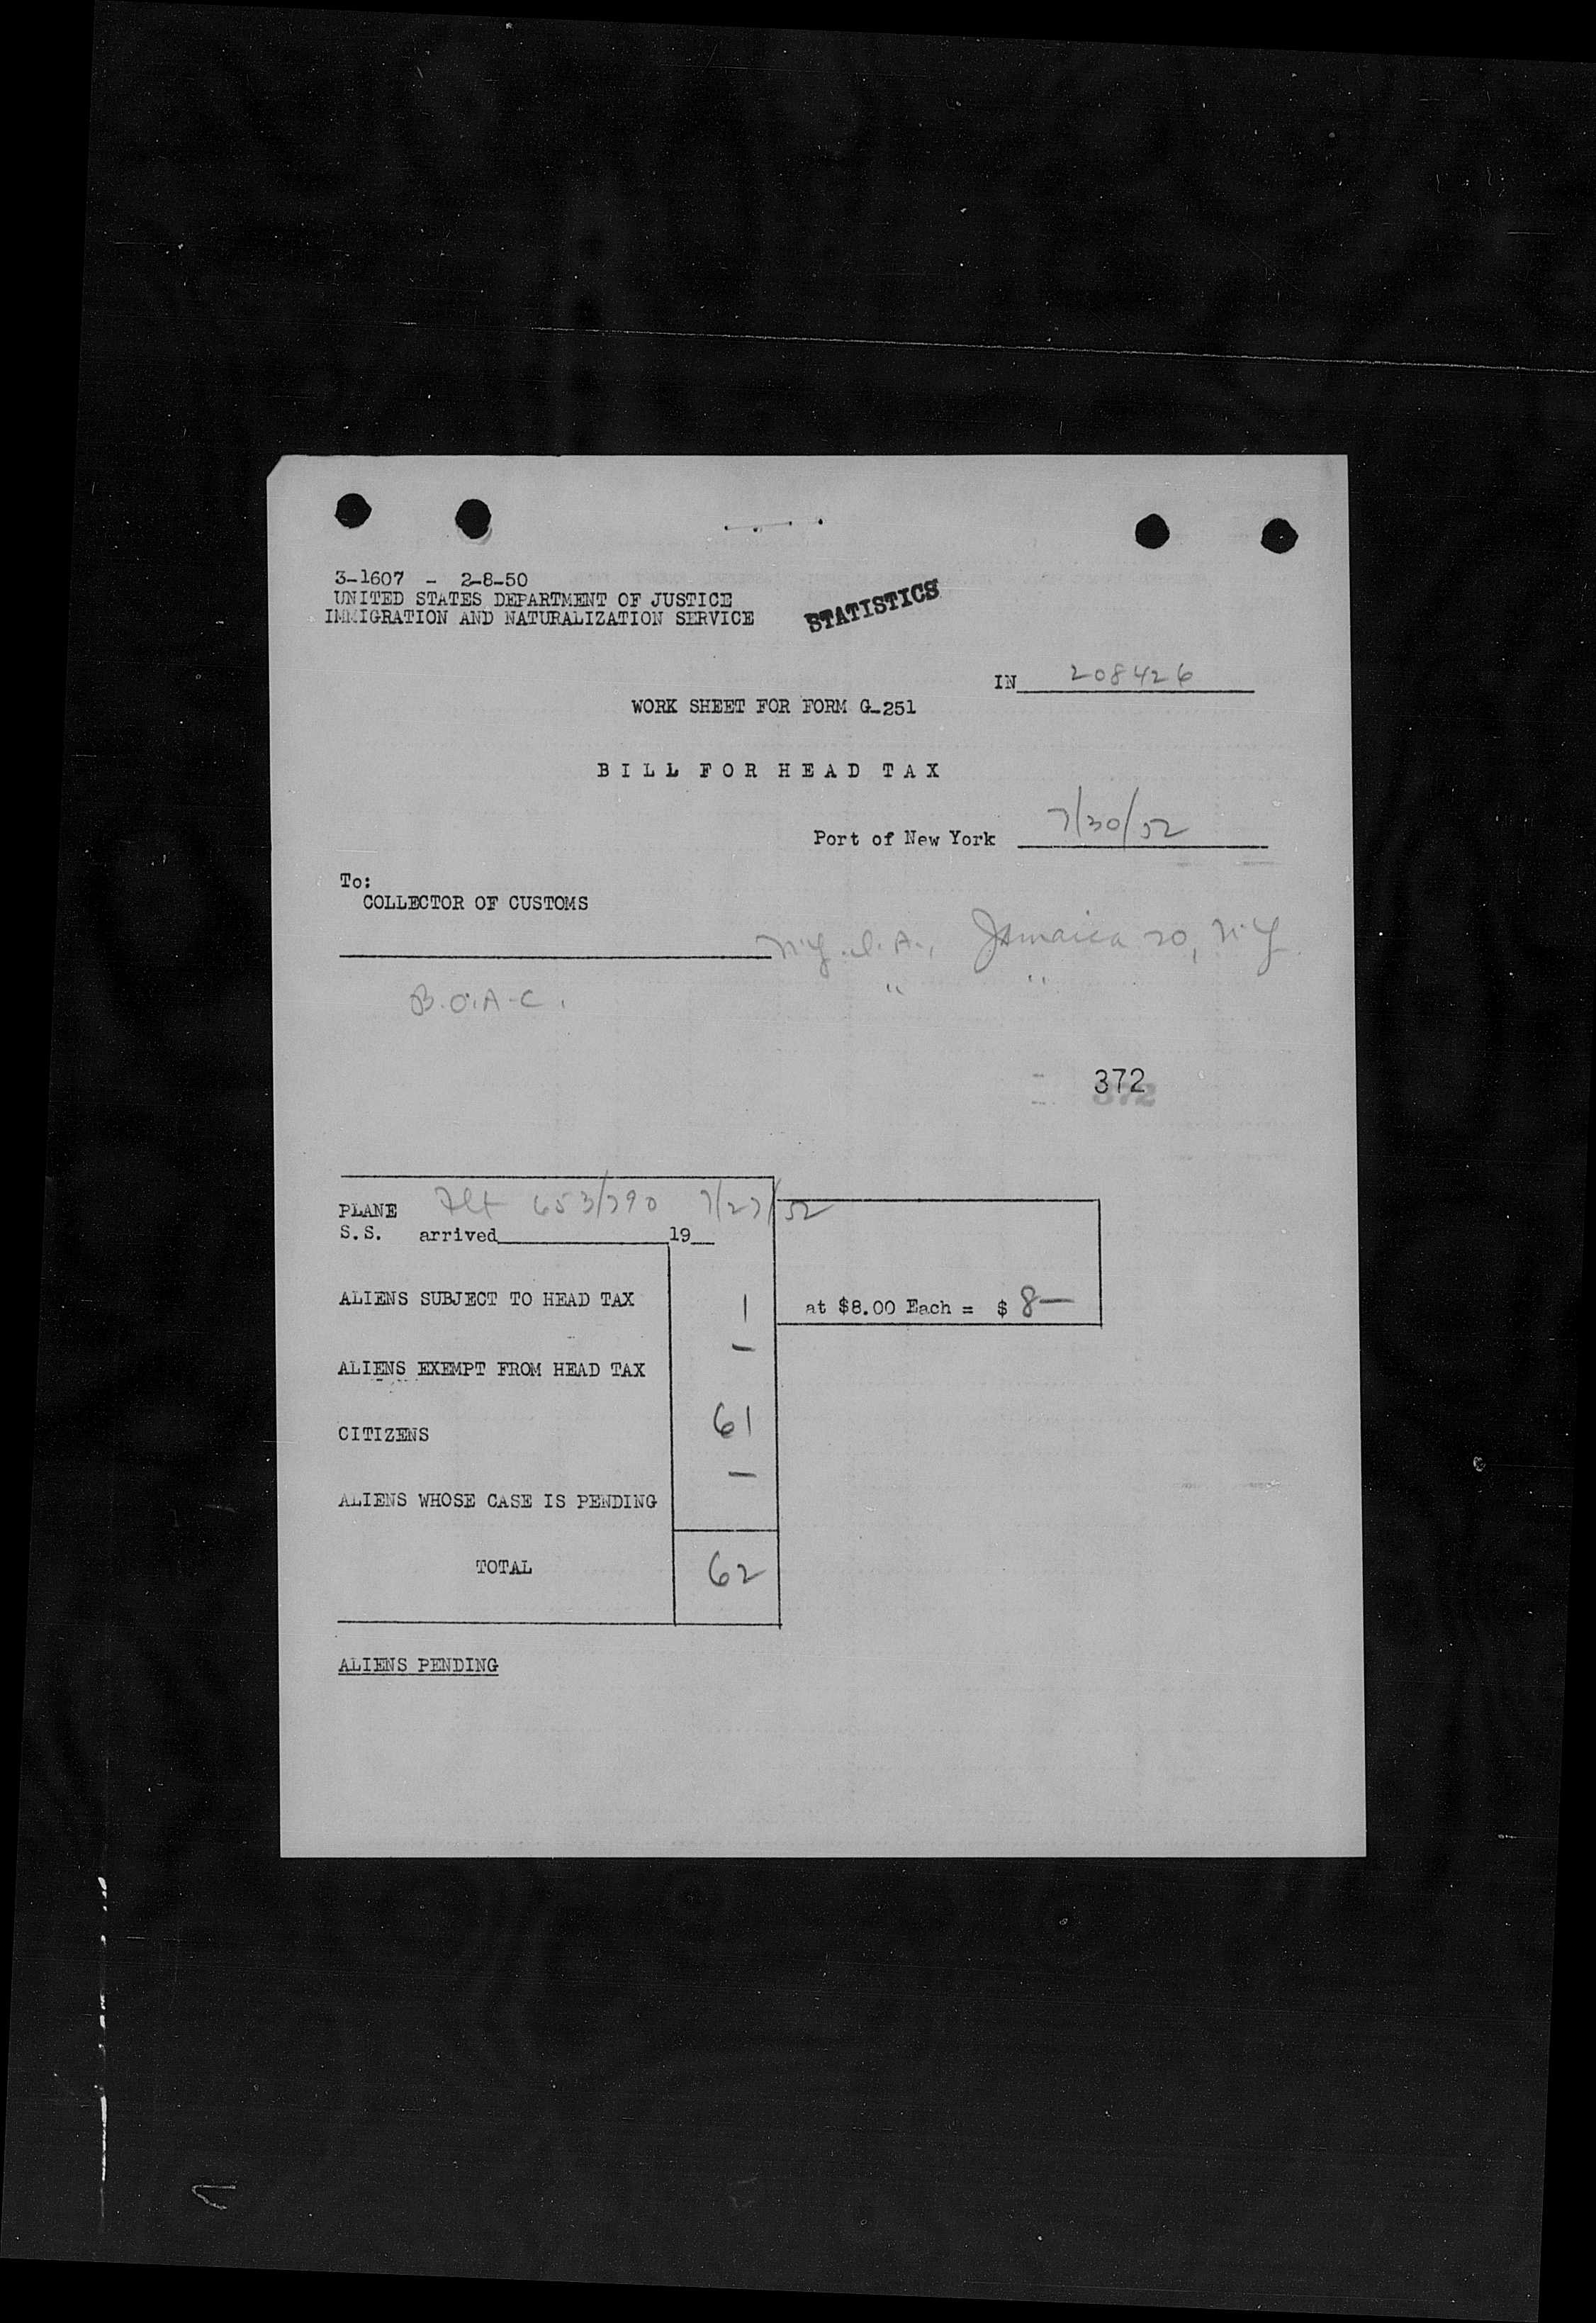 3-1607 - 2-8-50
UNITED STATES DEPARTMENT OF JUSTICE
IMMIGRATION AND NATURALIZATION SERVICE
STATISTICS
IN 208426
WORK SHEET FOR FORM G-251
BILL FOR HEAD TAX
Port of New York 7/30/52
To:
COLLECTOR OF CUSTOMS
N.Y.I.A., Jamaica 20, N.Y.
B.O.A.C. " "
372
PLANE Flt 653/790 7/27/52
S.S. arrived 19
ALIENS SUBJECT TO HEAD TAX 1 at $8.00 Each = $ 8—
ALIENS EXEMPT FROM HEAD TAX —
CITIZENS 61
ALIENS WHOSE CASE IS PENDING —
TOTAL 62
ALIENS PENDING